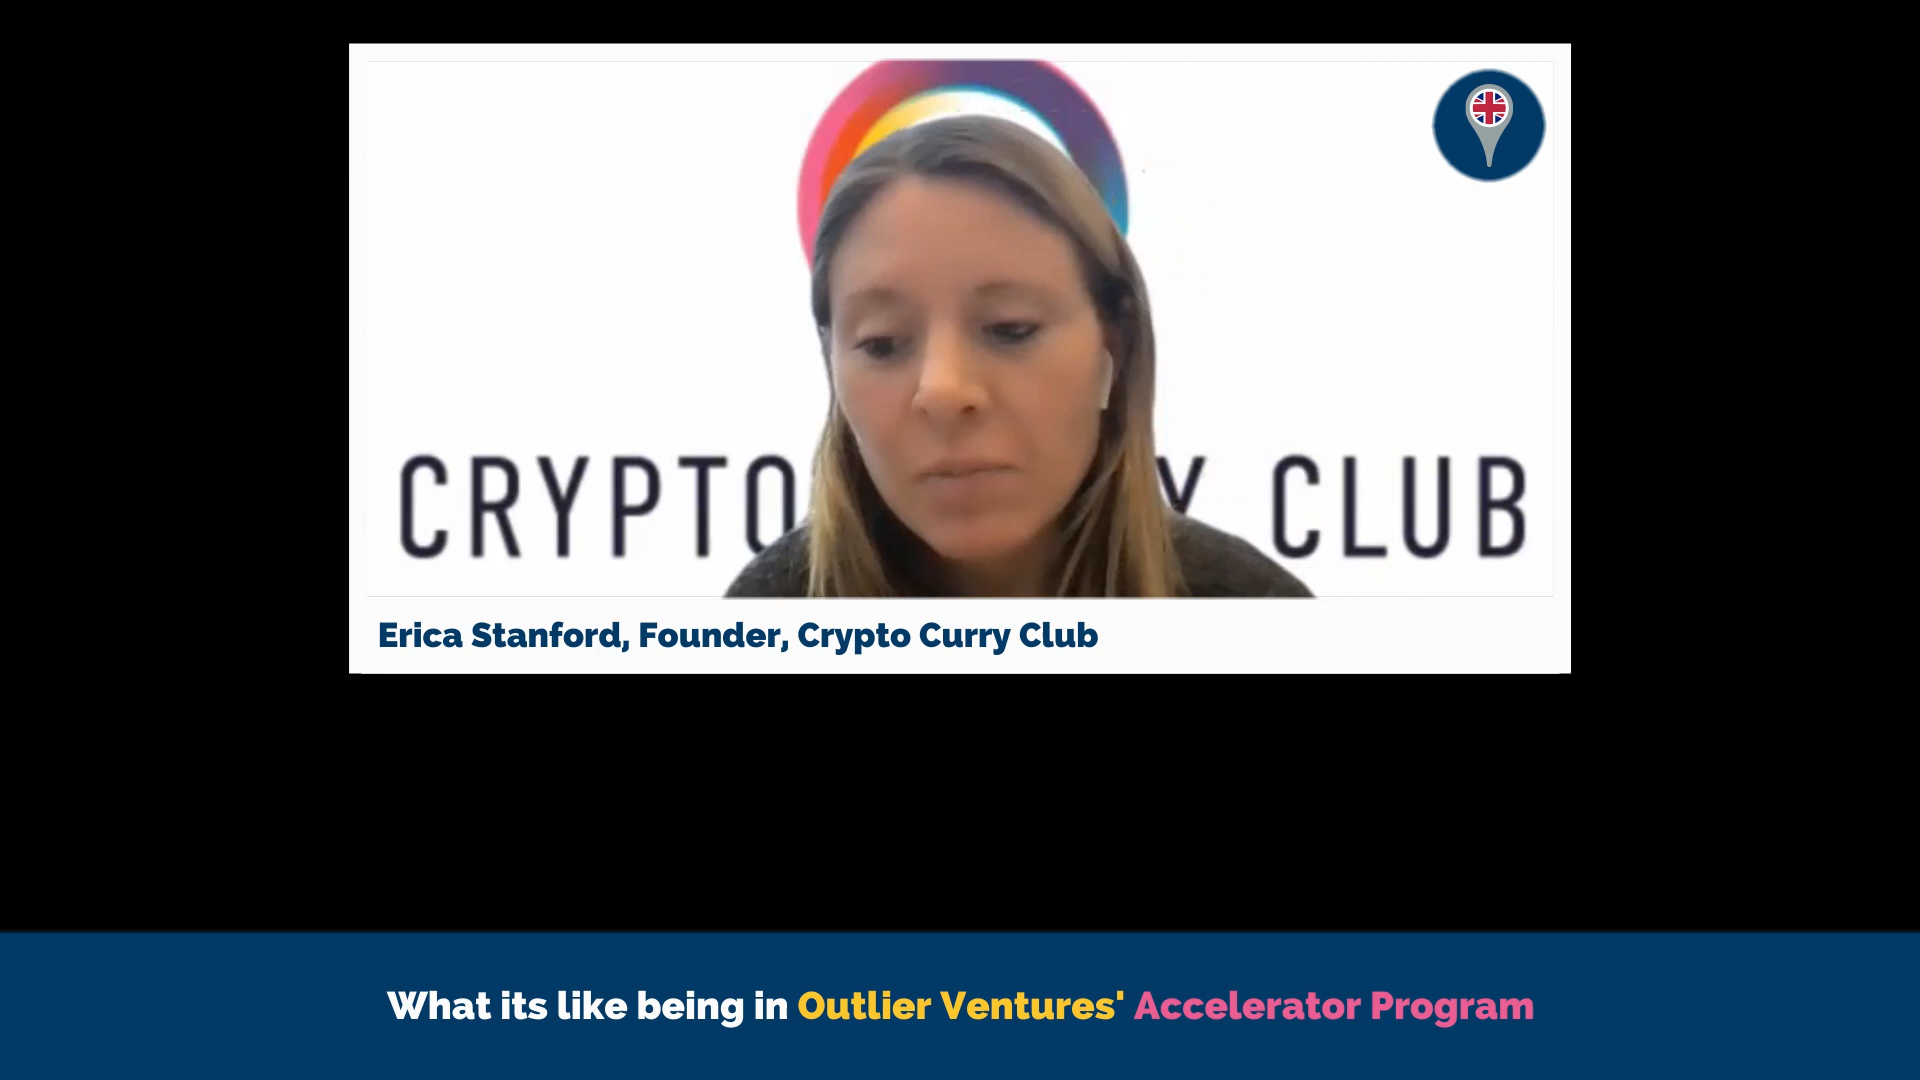 CRYPTO Y CLUB
Erica Stanford, Founder, Crypto Curry Club
What its like being in Outlier Ventures' Accelerator Program